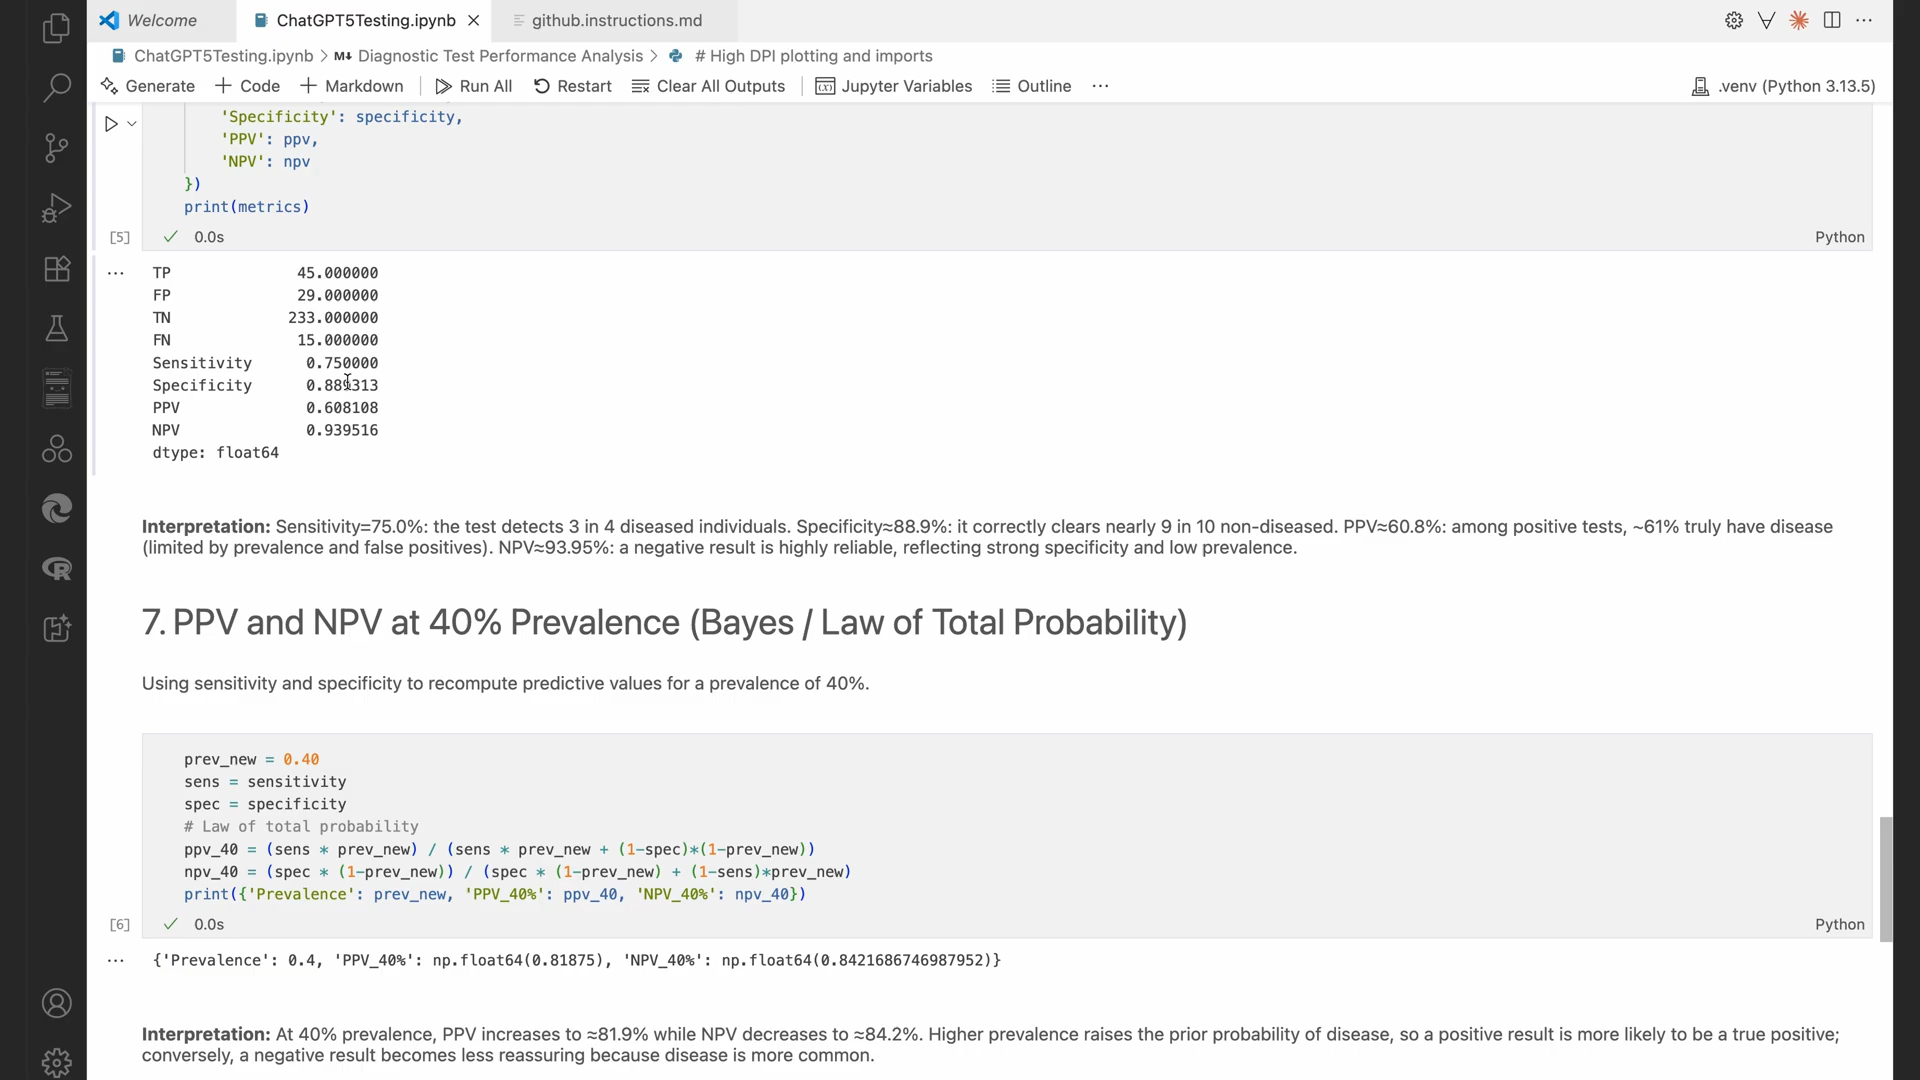 Welcome
ChatGPT5Testing.ipynb
github.instructions.md
ChatGPT5Testing.ipynb > M↓ Diagnostic Test Performance Analysis > # High DPI plotting and imports
Generate + Code + Markdown | Run All Restart Clear All Outputs | Jupyter Variables Outline ... .venv (Python 3.13.5)
'Specificity': specificity,
'PPV': ppv,
'NPV': npv
})
print(metrics)
[5] ✓ 0.0s Python
TP 45.000000
FP 29.000000
TN 233.000000
FN 15.000000
Sensitivity 0.750000
Specificity 0.889313
PPV 0.608108
NPV 0.939516
dtype: float64
Interpretation: Sensitivity=75.0%: the test detects 3 in 4 diseased individuals. Specificity≈88.9%: it correctly clears nearly 9 in 10 non-diseased. PPV≈60.8%: among positive tests, ~61% truly have disease
(limited by prevalence and false positives). NPV≈93.95%: a negative result is highly reliable, reflecting strong specificity and low prevalence.
7. PPV and NPV at 40% Prevalence (Bayes / Law of Total Probability)
Using sensitivity and specificity to recompute predictive values for a prevalence of 40%.
prev_new = 0.40
sens = sensitivity
spec = specificity
# Law of total probability
ppv_40 = (sens * prev_new) / (sens * prev_new + (1-spec)*(1-prev_new))
npv_40 = (spec * (1-prev_new)) / (spec * (1-prev_new) + (1-sens)*prev_new)
print({'Prevalence': prev_new, 'PPV_40%': ppv_40, 'NPV_40%': npv_40})
[6] ✓ 0.0s Python
{'Prevalence': 0.4, 'PPV_40%': np.float64(0.81875), 'NPV_40%': np.float64(0.8421686746987952)}
Interpretation: At 40% prevalence, PPV increases to ≈81.9% while NPV decreases to ≈84.2%. Higher prevalence raises the prior probability of disease, so a positive result is more likely to be a true positive;
conversely, a negative result becomes less reassuring because disease is more common.